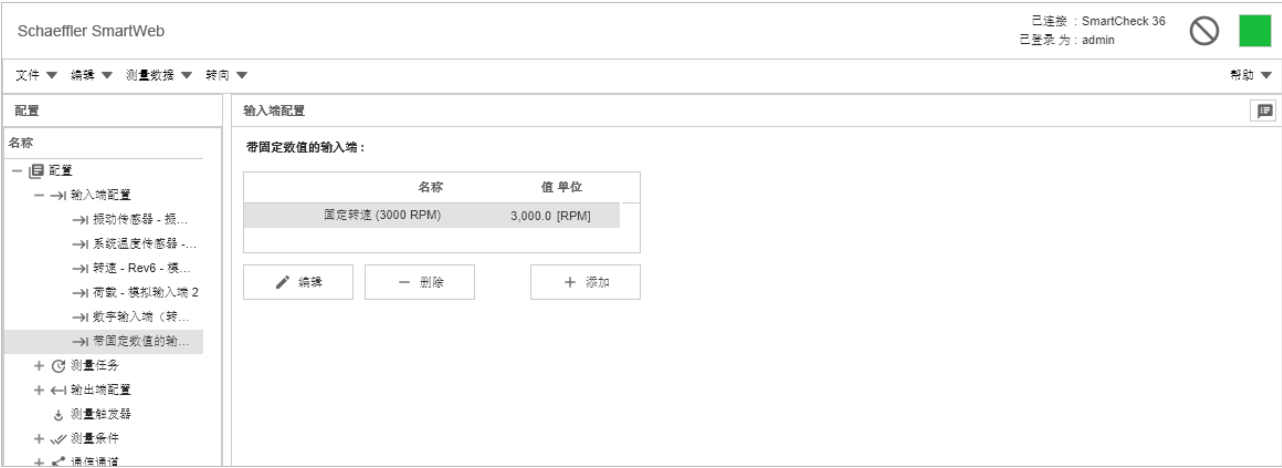 Schaeffler SmartWeb
已连接 : SmartCheck 36
已登录 为 : admin
文件 编辑 测量数据 转向 帮助
配置
输入端配置
名称
带固定数值的输入端 :
配置
输入端配置
振动传感器 - 振...
系统温度传感器 -...
转速 - Rev6 - 模...
荷载 - 模拟输入端 2
数字输入端（转...
带固定数值的输...
测量任务
输出端配置
测量触发器
测量条件
通信通道
名称 值 单位
固定转速 (3000 RPM) 3,000.0 [RPM]
编辑 删除 添加